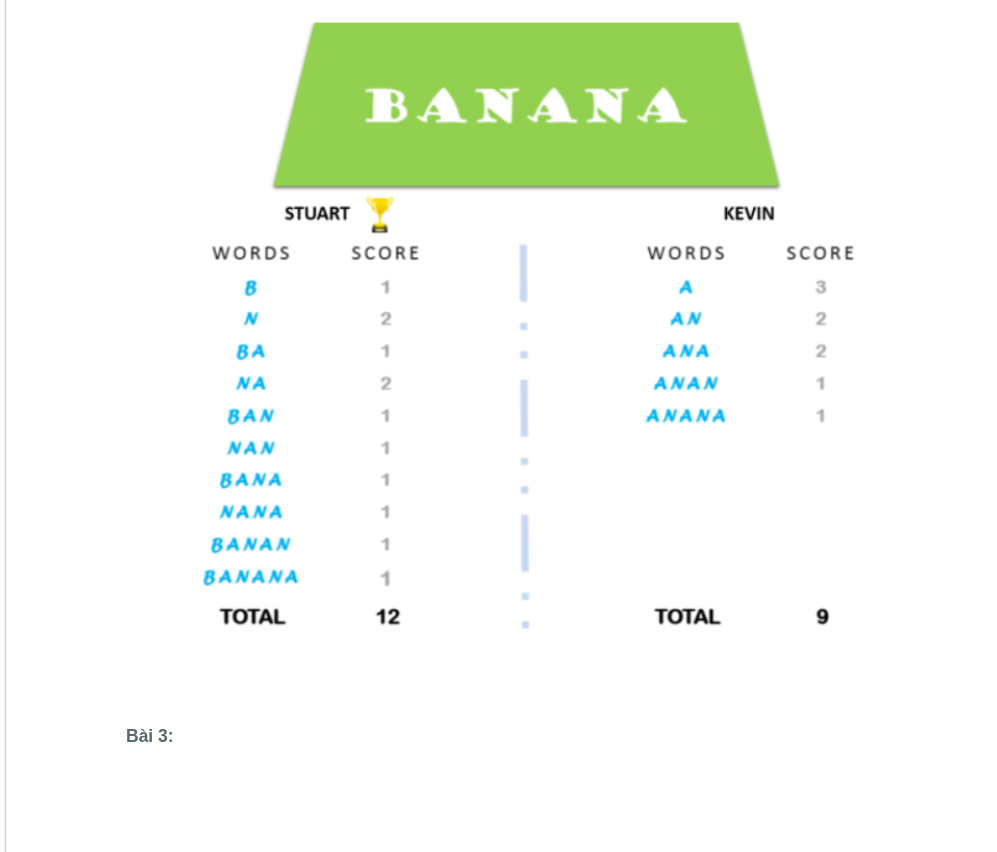 BANANA
STUART KEVIN
WORDS SCORE WORDS SCORE
B 1 A 3
N 2 AN 2
BA 1 ANA 2
NA 2 ANAN 1
BAN 1 ANANA 1
NAN 1
BANA 1
NANA 1
BANAN 1
BANANA 1
TOTAL 12 TOTAL 9
Bài 3: